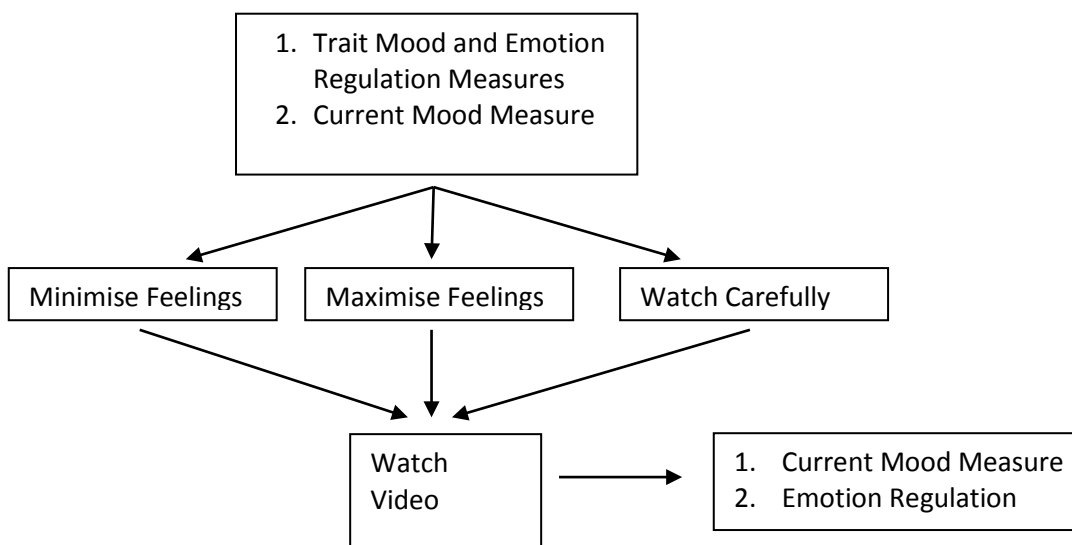 1. Trait Mood and Emotion
Regulation Measures
2. Current Mood Measure
Minimise Feelings
Maximise Feelings
Watch Carefully
Watch
Video
1. Current Mood Measure
2. Emotion Regulation